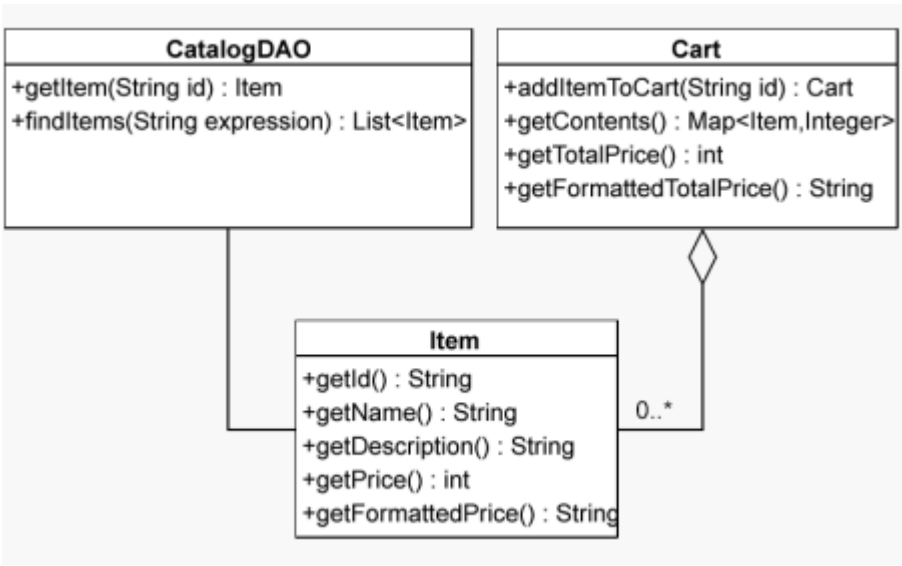 CatalogDAO
+getItem(String id) : Item
+findItems(String expression) : List<Item>
Cart
+addItemToCart(String id) : Cart
+getContents() : Map<Item,Integer>
+getTotalPrice() : int
+getFormattedTotalPrice() : String
Item
+getId() : String
+getName() : String
+getDescription() : String
+getPrice() : int
+getFormattedPrice() : String
0..*